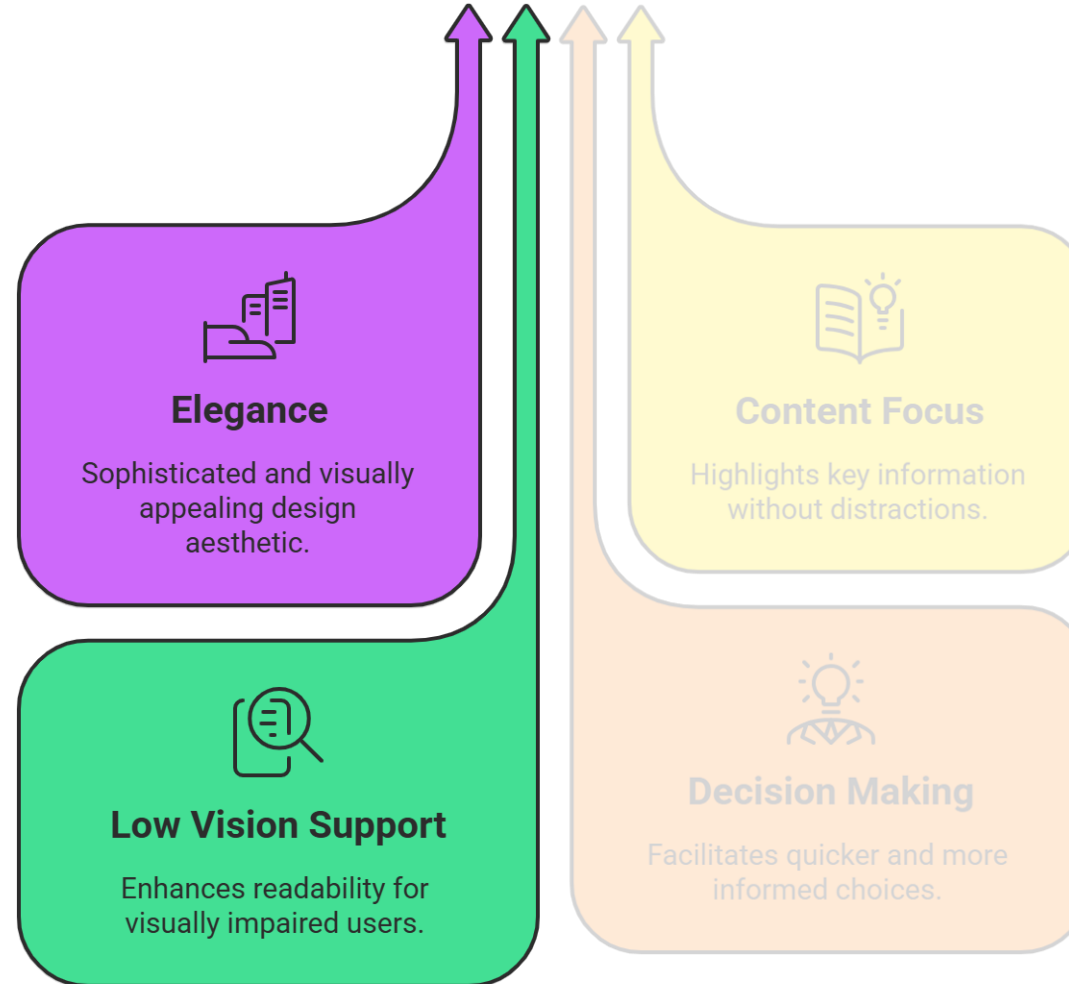 Elegance
Sophisticated and visually
appealing design
aesthetic.
Content Focus
Highlights key information
without distractions.
Low Vision Support
Enhances readability for
visually impaired users.
Decision Making
Facilitates quicker and more
informed choices.